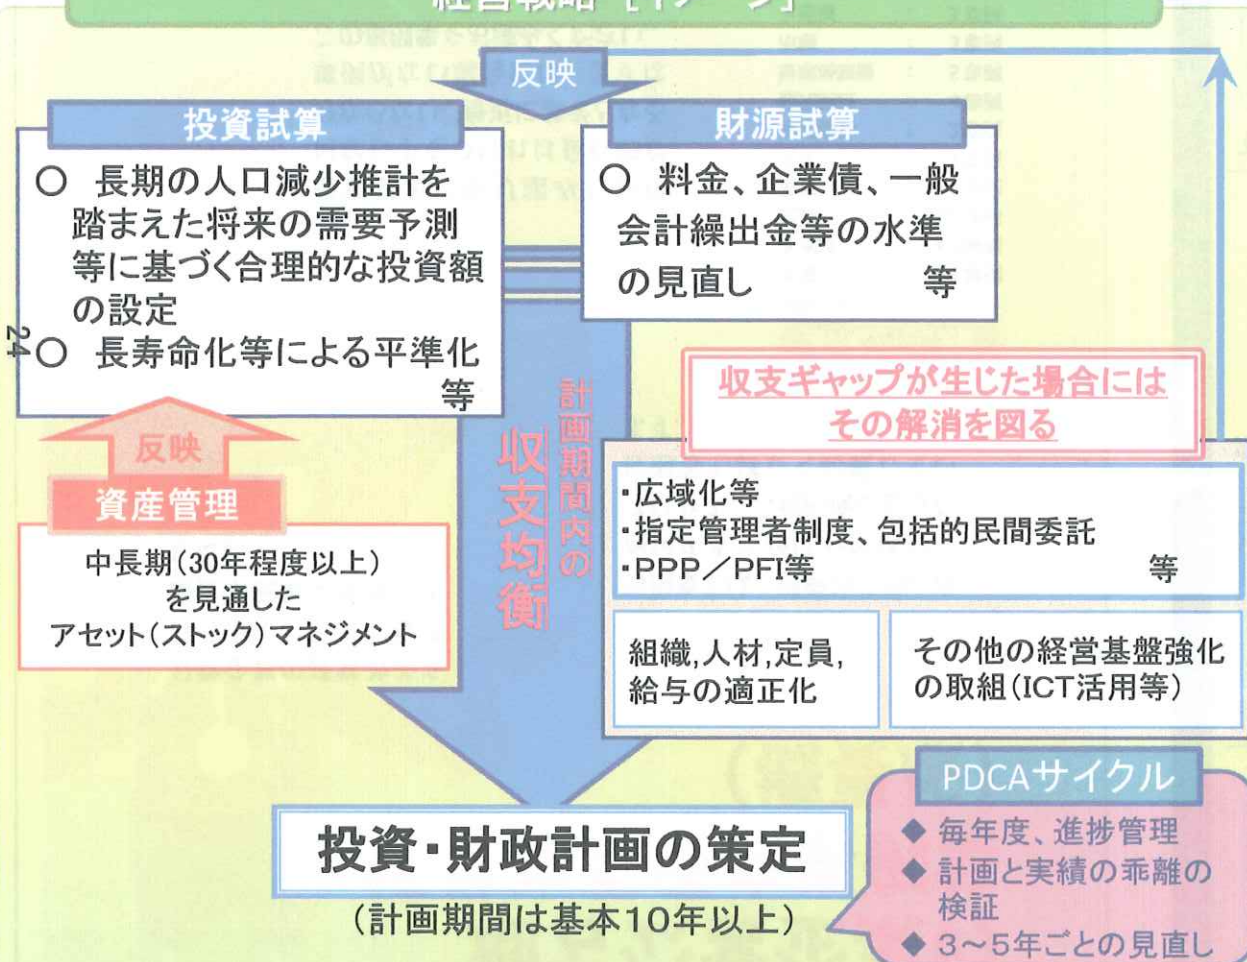 経営戦略［イメージ］
反映
投資試算
○ 長期の人口減少推計を
踏まえた将来の需要予測
等に基づく合理的な投資額
の設定
○ 長寿命化等による平準化
等
財源試算
○ 料金、企業債、一般
会計繰出金等の水準
の見直し 等
24
反映
資産管理
中長期(30年程度以上)
を見通した
アセット(ストック)マネジメント
計画期間内の
収支均衡
収支ギャップが生じた場合には
その解消を図る
・広域化等
・指定管理者制度、包括的民間委託
・PPP／PFI等 等
組織,人材,定員,
給与の適正化
その他の経営基盤強化
の取組(ICT活用等)
投資・財政計画の策定
(計画期間は基本10年以上)
PDCAサイクル
◆ 毎年度、進捗管理
◆ 計画と実績の乖離の
検証
◆ 3～5年ごとの見直し